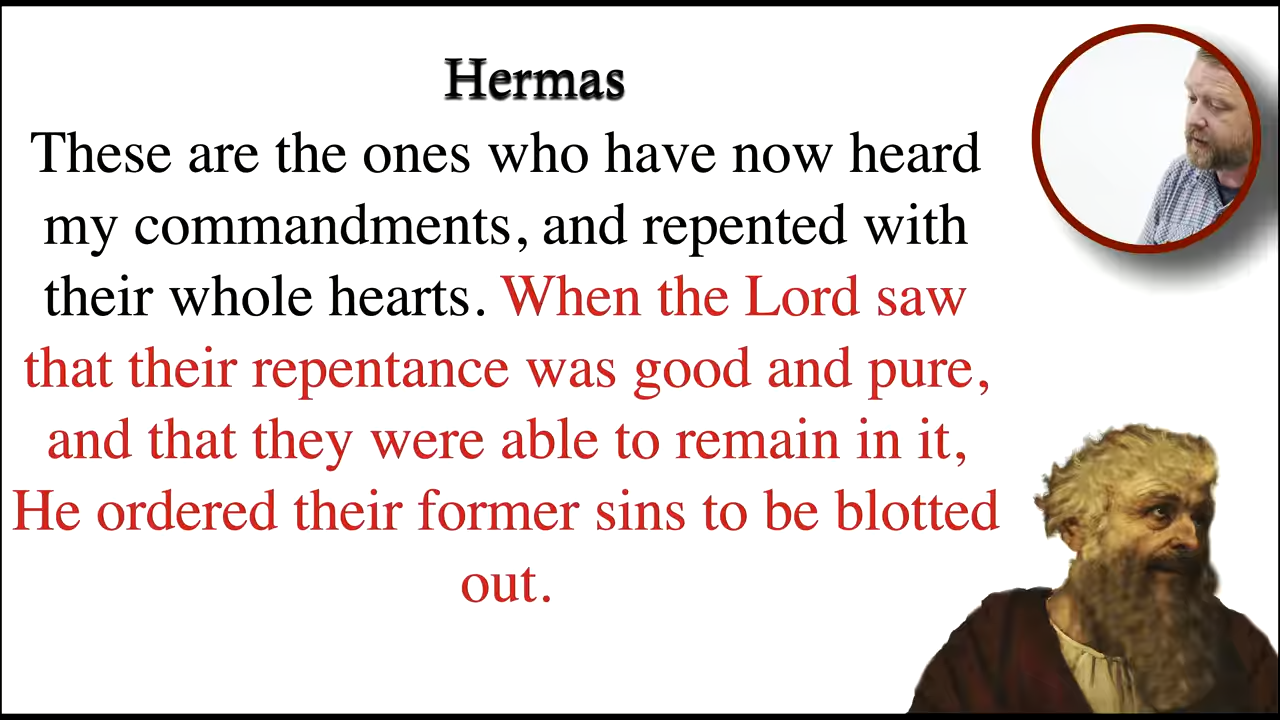 Hermas
These are the ones who have now heard
my commandments, and repented with
their whole hearts. When the Lord saw
that their repentance was good and pure,
and that they were able to remain in it,
He ordered their former sins to be blotted
out.